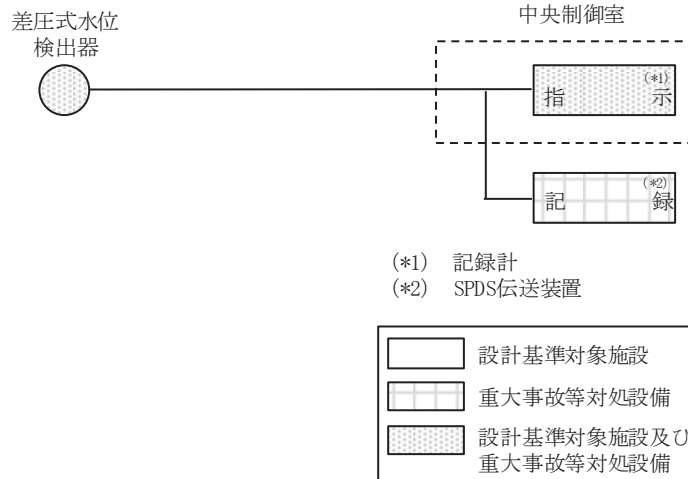 中央制御室
差圧式水位
検出器
(*1)
指 示
(*2)
記 録
(*1) 記録計
(*2) SPDS伝送装置
設計基準対象施設
重大事故等対処設備
設計基準対象施設及び
重大事故等対処設備